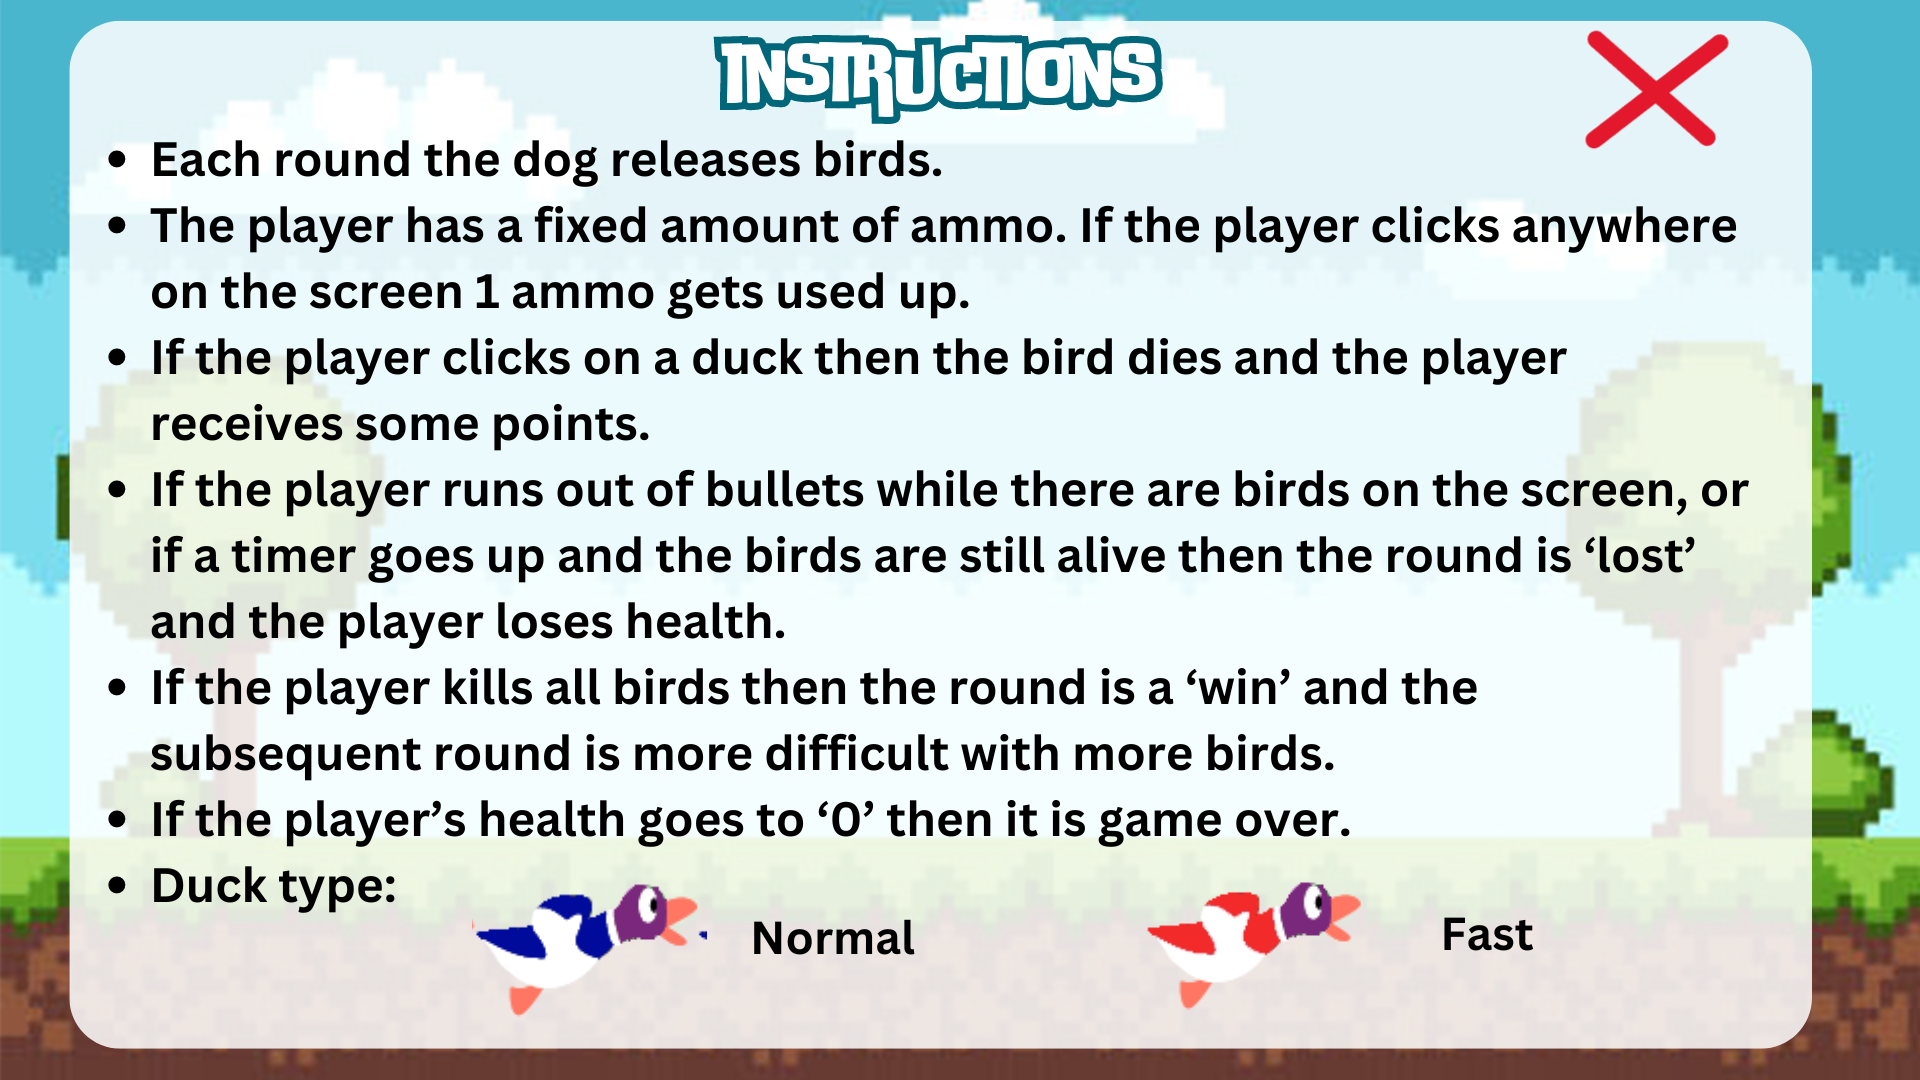 INSTRUCTIONS
• Each round the dog releases birds.
• The player has a fixed amount of ammo. If the player clicks anywhere
on the screen 1 ammo gets used up.
• If the player clicks on a duck then the bird dies and the player
receives some points.
• If the player runs out of bullets while there are birds on the screen, or
if a timer goes up and the birds are still alive then the round is ‘lost’
and the player loses health.
• If the player kills all birds then the round is a ‘win’ and the
subsequent round is more difficult with more birds.
• If the player’s health goes to ‘0’ then it is game over.
• Duck type:
Normal
Fast